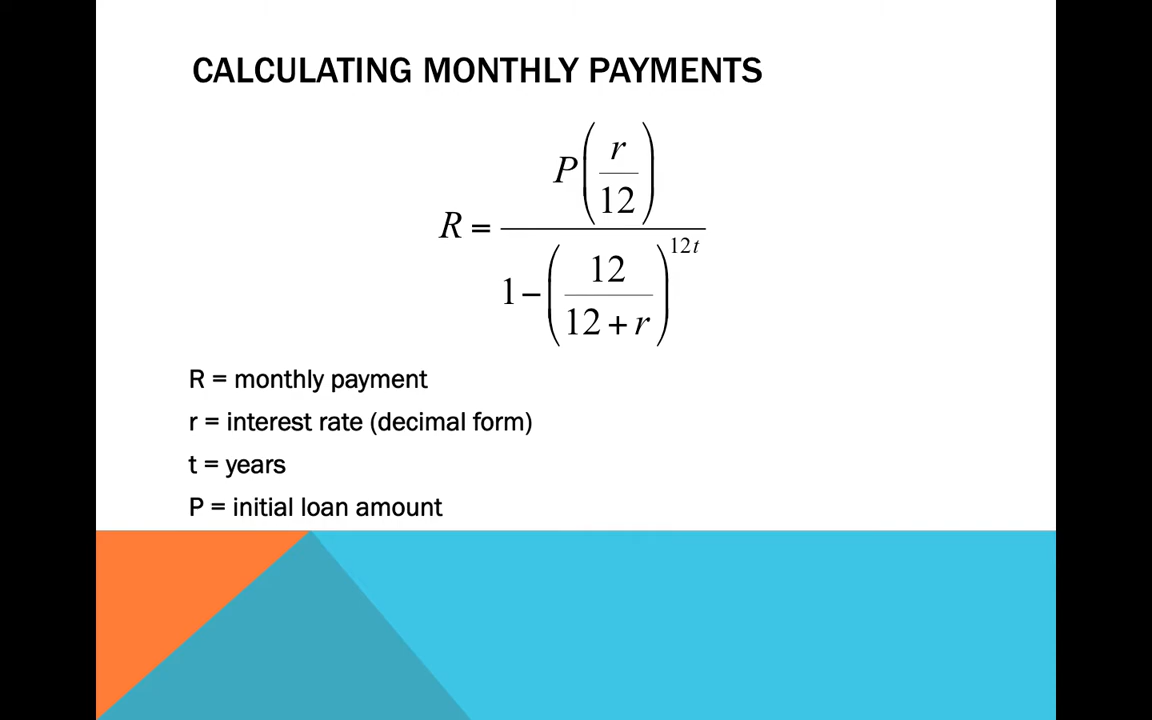 CALCULATING MONTHLY PAYMENTS
R = P(r/12) / 1−(12/12+r)^12t
R = monthly payment
r = interest rate (decimal form)
t = years
P = initial loan amount